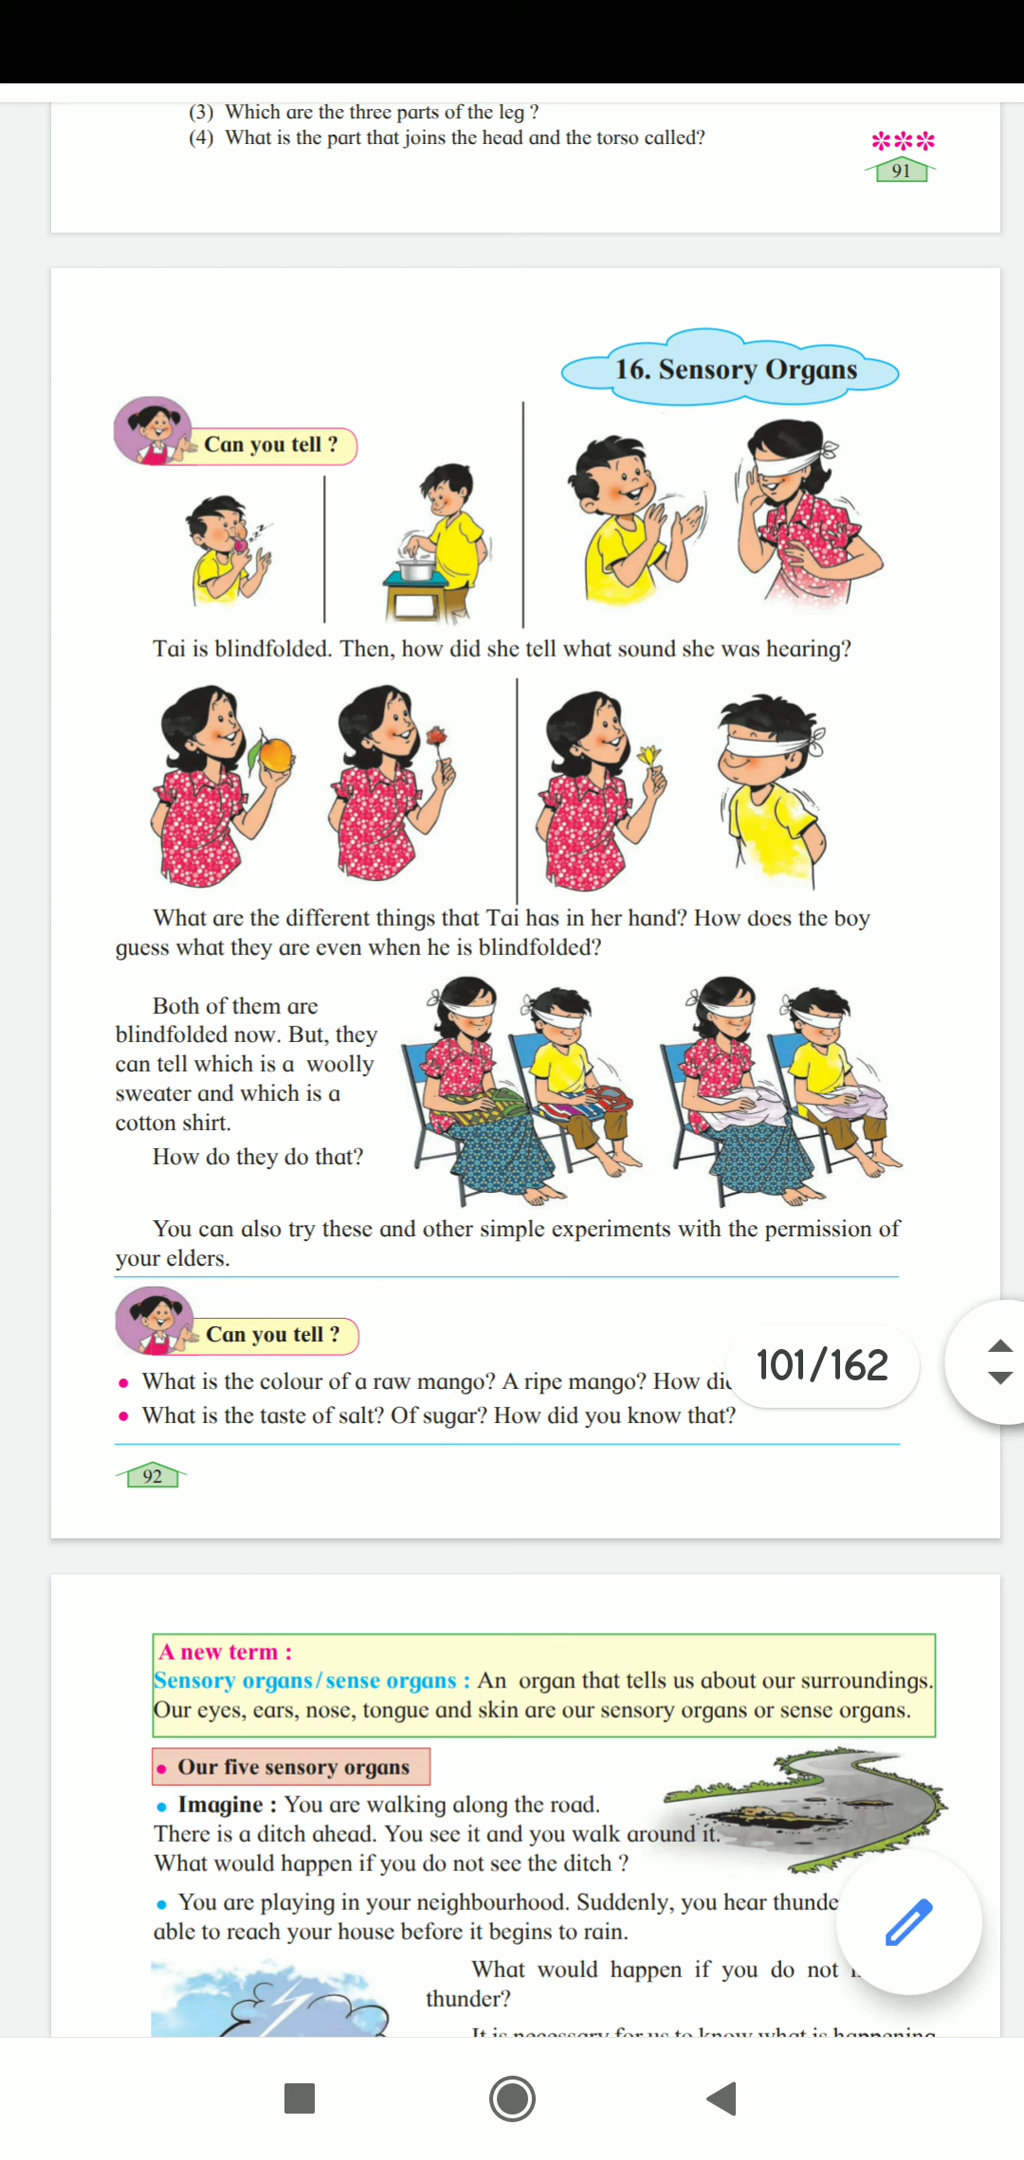 (3) Which are the three parts of the leg ?
(4) What is the part that joins the head and the torso called?
***
91
16. Sensory Organs
Can you tell ?
Tai is blindfolded. Then, how did she tell what sound she was hearing?
What are the different things that Tai has in her hand? How does the boy
guess what they are even when he is blindfolded?
Both of them are
blindfolded now. But, they
can tell which is a woolly
sweater and which is a
cotton shirt.
How do they do that?
You can also try these and other simple experiments with the permission of
your elders.
Can you tell ?
• What is the colour of a raw mango? A ripe mango? How
101/162
• What is the taste of salt? Of sugar? How did you know that?
92
A new term :
Sensory organs/sense organs : An organ that tells us about our surroundings.
Our eyes, ears, nose, tongue and skin are our sensory organs or sense organs.
• Our five sensory organs
• Imagine : You are walking along the road.
There is a ditch ahead. You see it and you walk around it.
What would happen if you do not see the ditch ?
• You are playing in your neighbourhood. Suddenly, you hear
able to reach your house before it begins to rain.
What would happen if you do not
thunder?
It is necessary for us to know what is happening